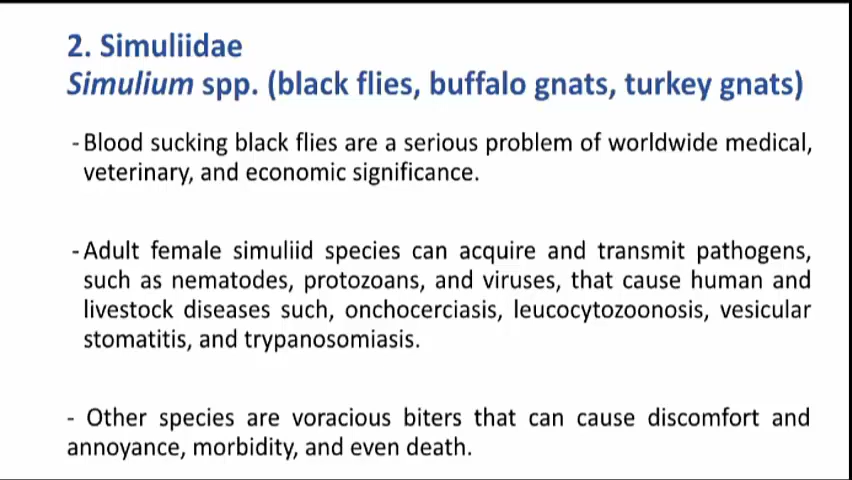 2. Simuliidae
Simulium spp. (black flies, buffalo gnats, turkey gnats)
- Blood sucking black flies are a serious problem of worldwide medical,
veterinary, and economic significance.
- Adult female simuliid species can acquire and transmit pathogens,
such as nematodes, protozoans, and viruses, that cause human and
livestock diseases such, onchocerciasis, leucocytozoonosis, vesicular
stomatitis, and trypanosomiasis.
- Other species are voracious biters that can cause discomfort and
annoyance, morbidity, and even death.